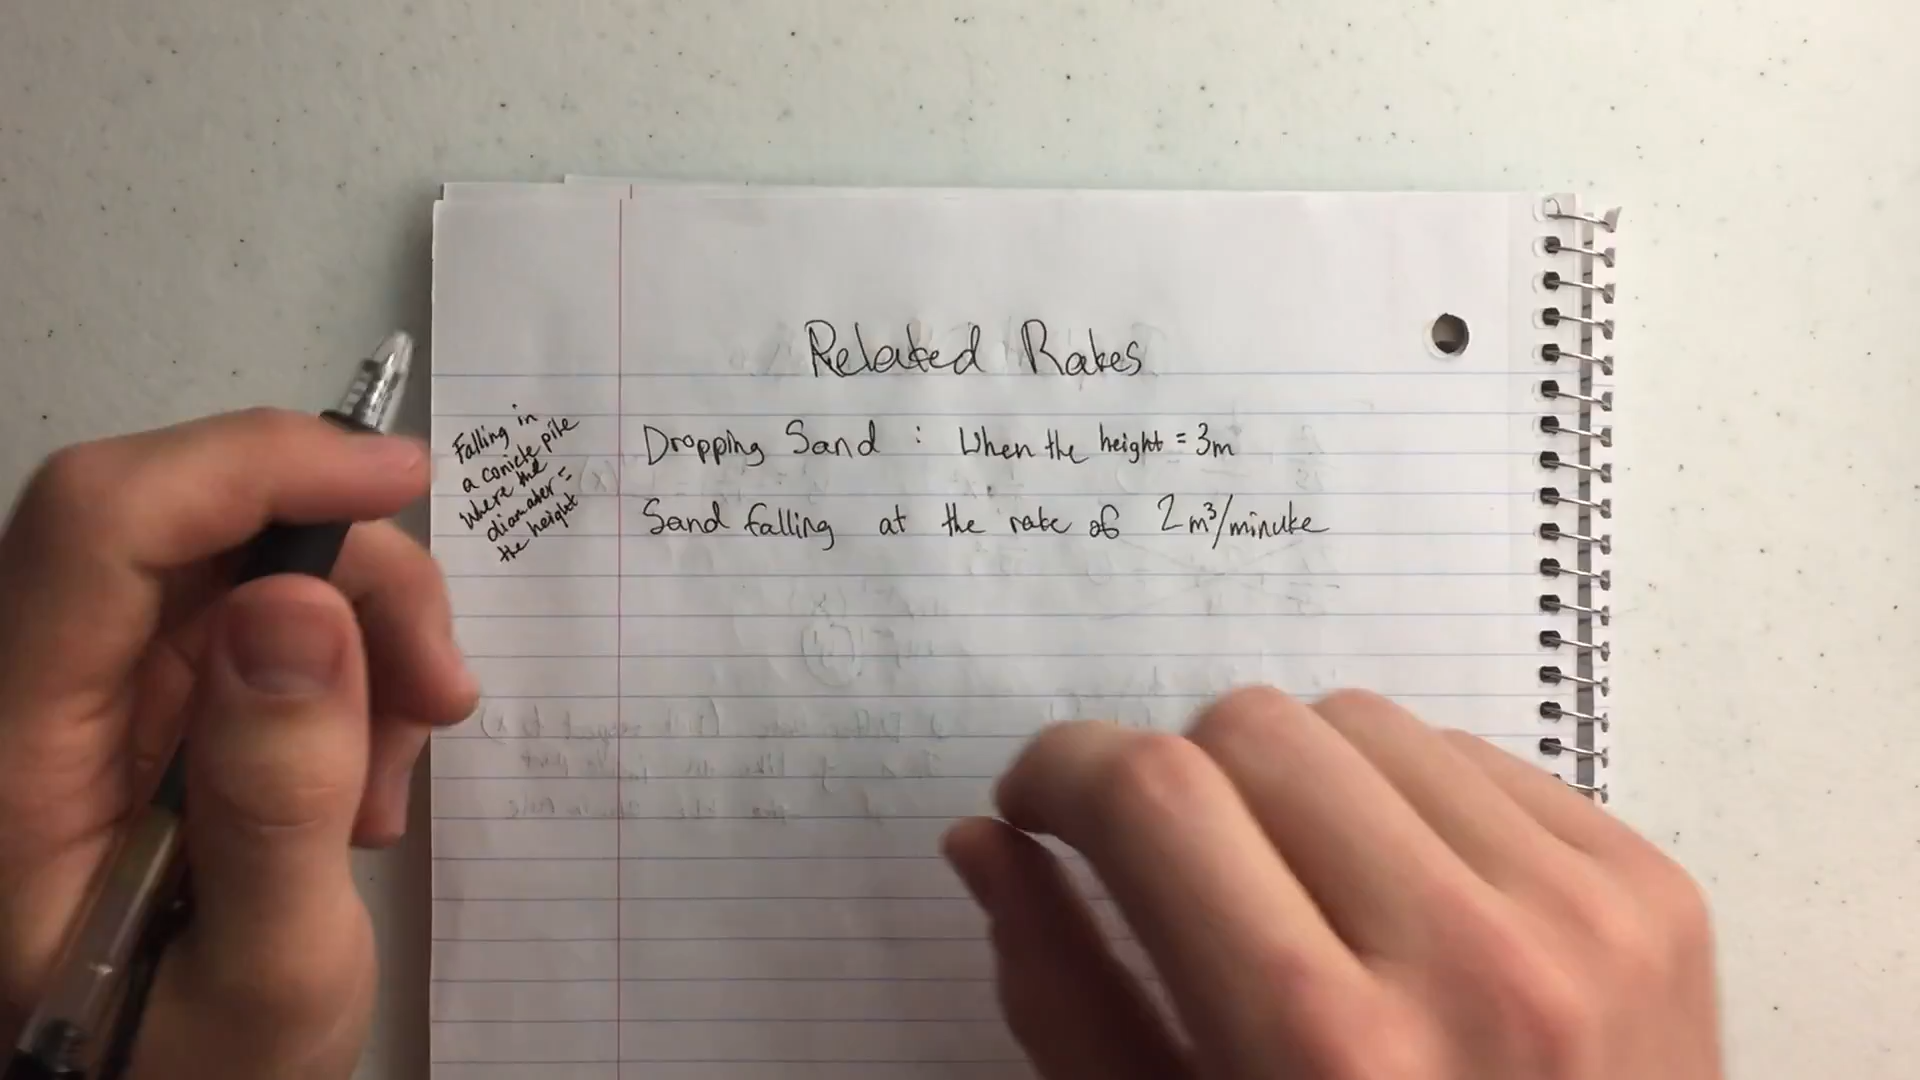 Related Rates
Falling in
a conicle pile
where the
diamater =
the height
Dropping Sand : When the height = 3m
Sand falling at the rate of 2m³/minute